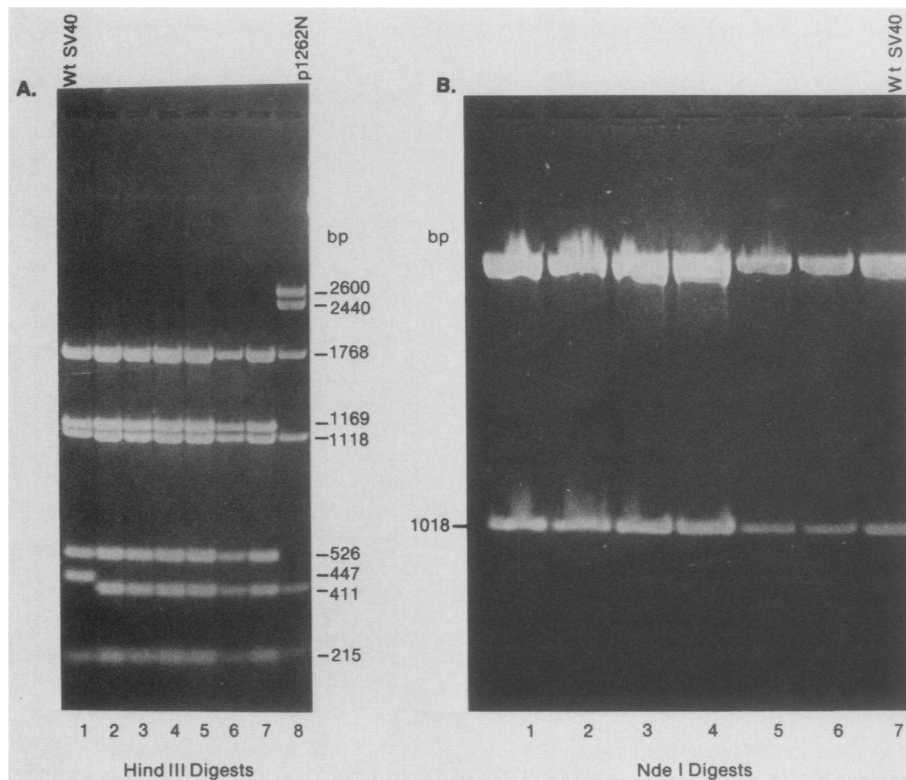 A.
Wt SV40
p1262N
bp
2600
2440
1768
1169
1118
526
447
411
215
1 2 3 4 5 6 7 8
Hind III Digests
B.
Wt SV40
bp
1018
1 2 3 4 5 6 7
Nde I Digests